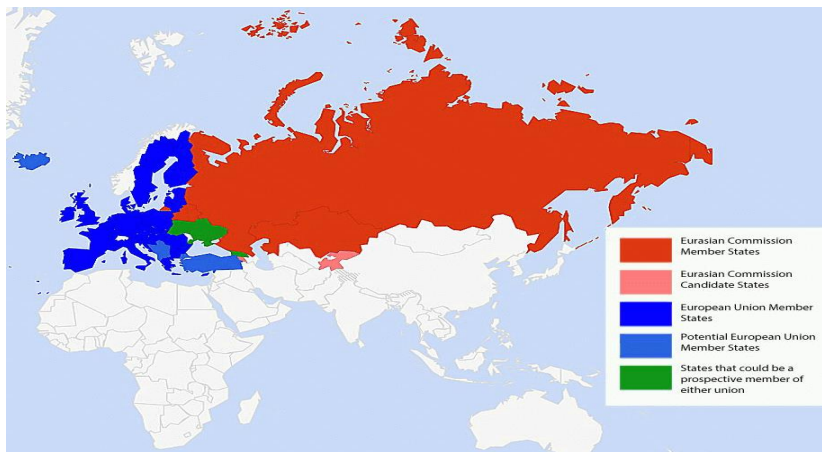 Eurasian Commission
Member States
Eurasian Commission
Candidate States
European Union Member
States
Potential European Union
Member States
States that could be a
prospective member of
either union